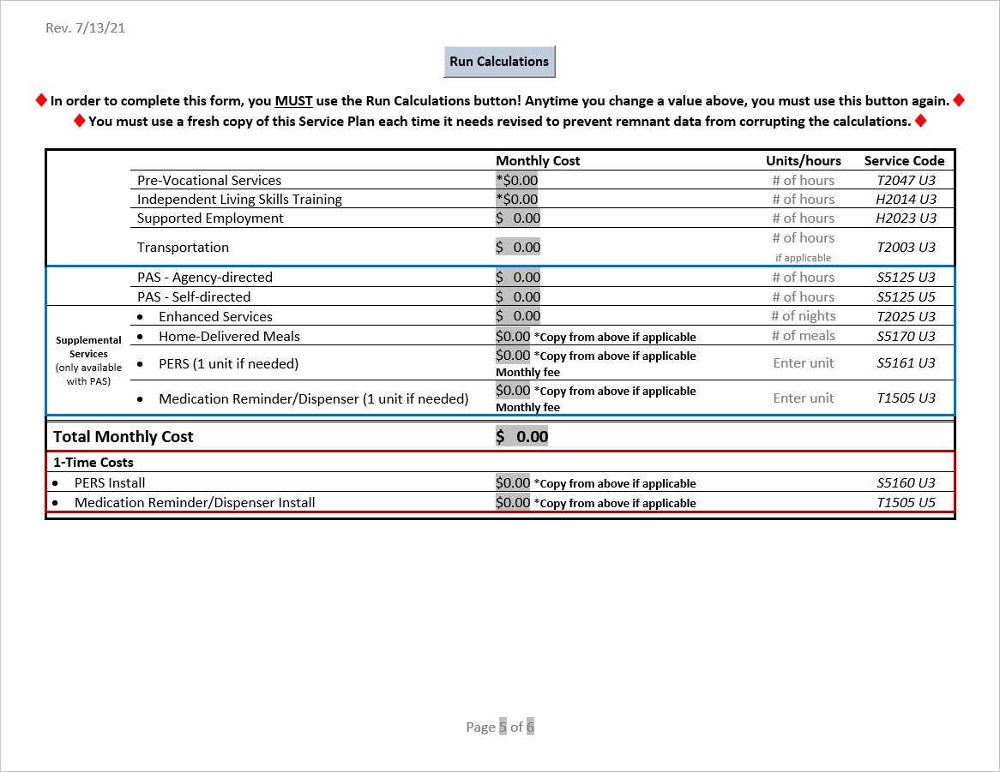 Rev. 7/13/21
Run Calculations
♦ In order to complete this form, you MUST use the Run Calculations button! Anytime you change a value above, you must use this button again. ♦
♦ You must use a fresh copy of this Service Plan each time it needs revised to prevent remnant data from corrupting the calculations. ♦
Monthly Cost Units/hours Service Code
Pre-Vocational Services *$0.00 # of hours T2047 U3
Independent Living Skills Training *$0.00 # of hours H2014 U3
Supported Employment $ 0.00 # of hours H2023 U3
Transportation $ 0.00 # of hours if applicable T2003 U3
PAS - Agency-directed $ 0.00 # of hours S5125 U3
PAS - Self-directed $ 0.00 # of hours S5125 U5
Supplemental
Services
(only available
with PAS)
• Enhanced Services $ 0.00 # of nights T2025 U3
• Home-Delivered Meals $0.00 *Copy from above if applicable # of meals S5170 U3
• PERS (1 unit if needed) $0.00 *Copy from above if applicable Enter unit S5161 U3
Monthly fee
• Medication Reminder/Dispenser (1 unit if needed) $0.00 *Copy from above if applicable Enter unit T1505 U3
Monthly fee
Total Monthly Cost $ 0.00
1-Time Costs
• PERS Install $0.00 *Copy from above if applicable S5160 U3
• Medication Reminder/Dispenser Install $0.00 *Copy from above if applicable T1505 U5
Page 5 of 6